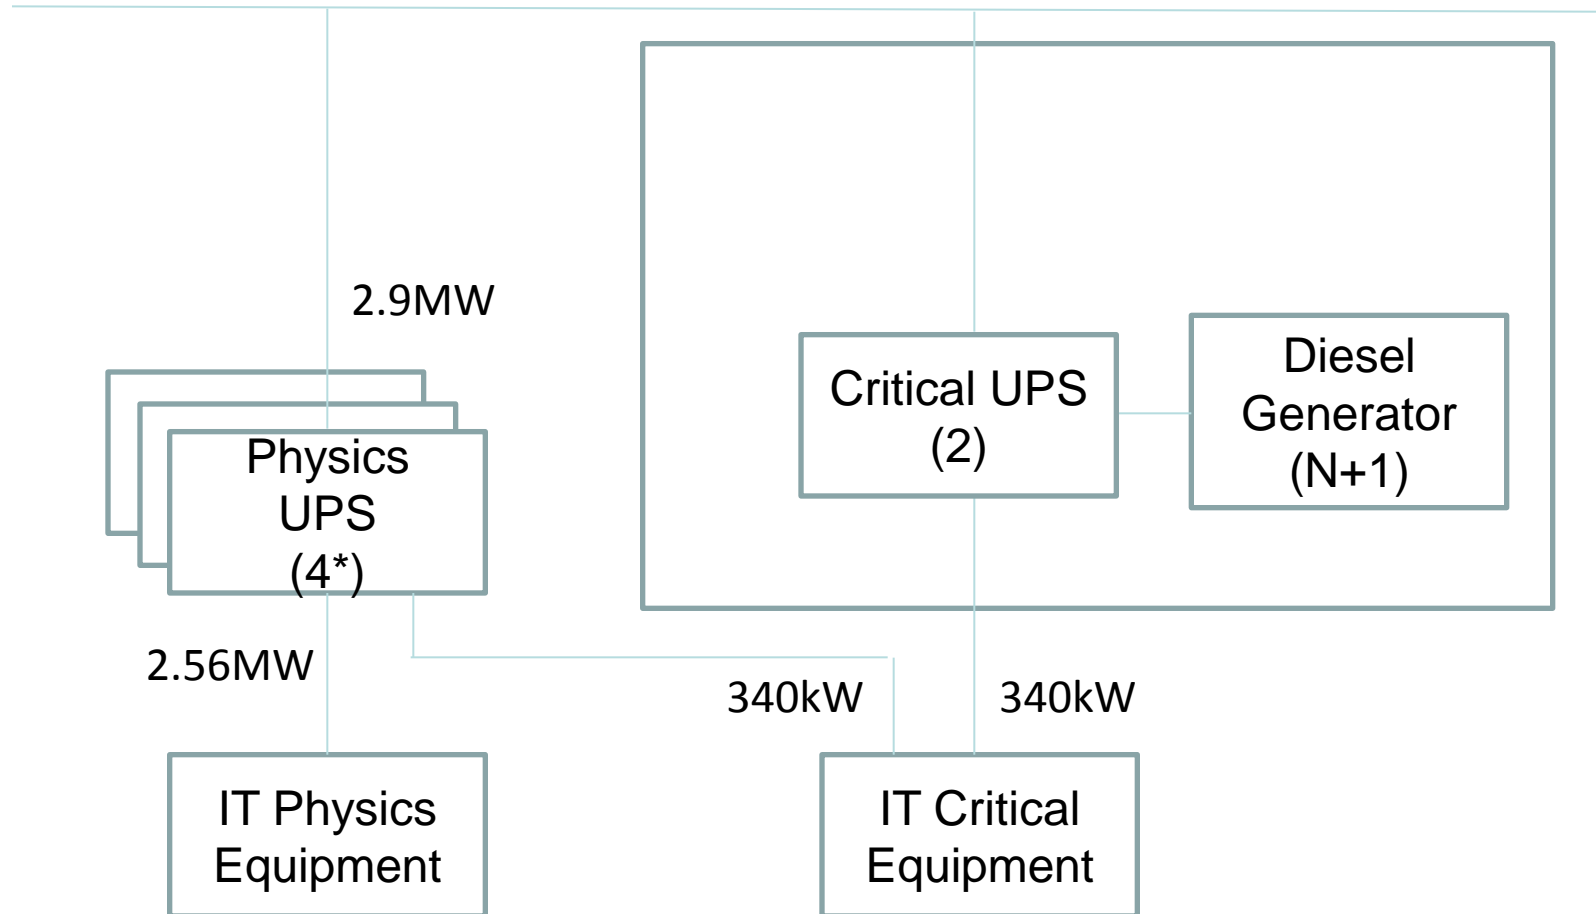 2.9MW
Physics
UPS
(4*)
Critical UPS
(2)
Diesel
Generator
(N+1)
2.56MW
340kW
340kW
IT Physics
Equipment
IT Critical
Equipment